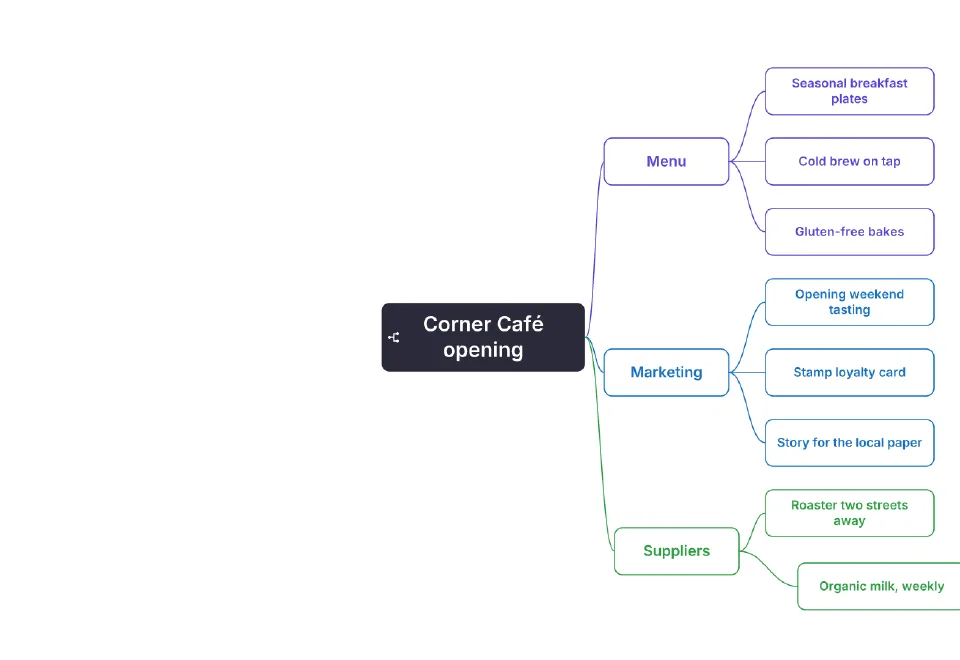 Corner Café
opening
Menu
Seasonal breakfast
plates
Cold brew on tap
Gluten-free bakes
Marketing
Opening weekend
tasting
Stamp loyalty card
Story for the local paper
Suppliers
Roaster two streets
away
Organic milk, weekly